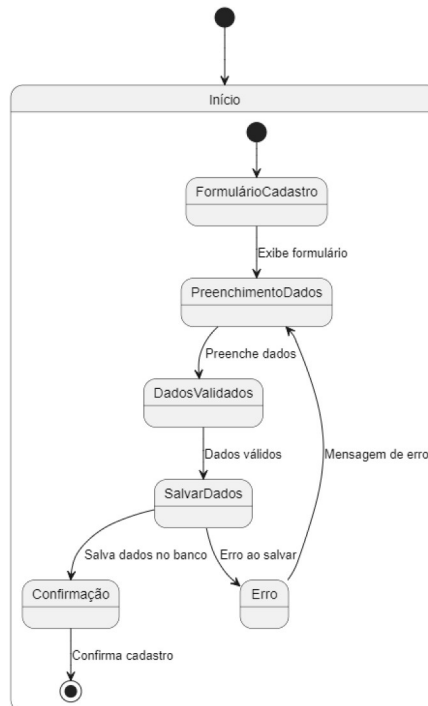 Início
FormulárioCadastro
Exibe formulário
PreenchimentoDados
Preenche dados
DadosValidados
Dados válidos
Mensagem de erro
SalvarDados
Salva dados no banco
Erro ao salvar
Confirmação
Erro
Confirma cadastro